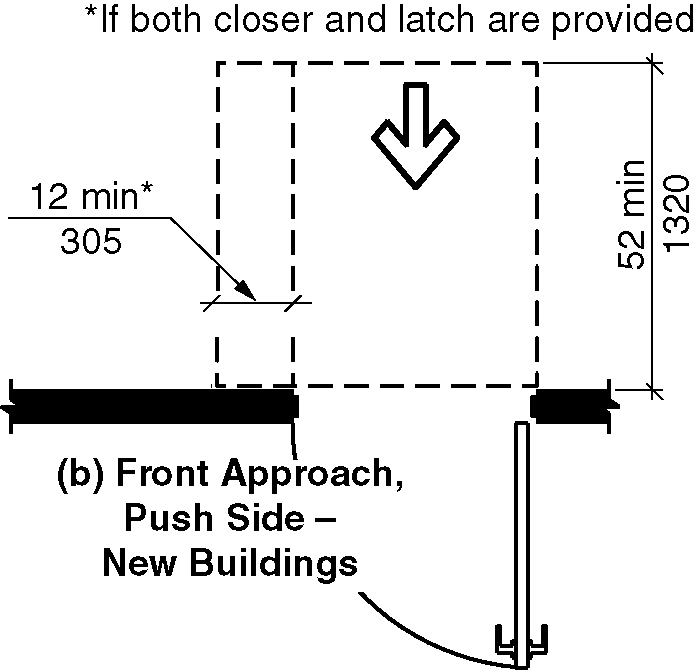 *If both closer and latch are provided
12 min*
305
52 min
1320
(b) Front Approach,
Push Side –
New Buildings